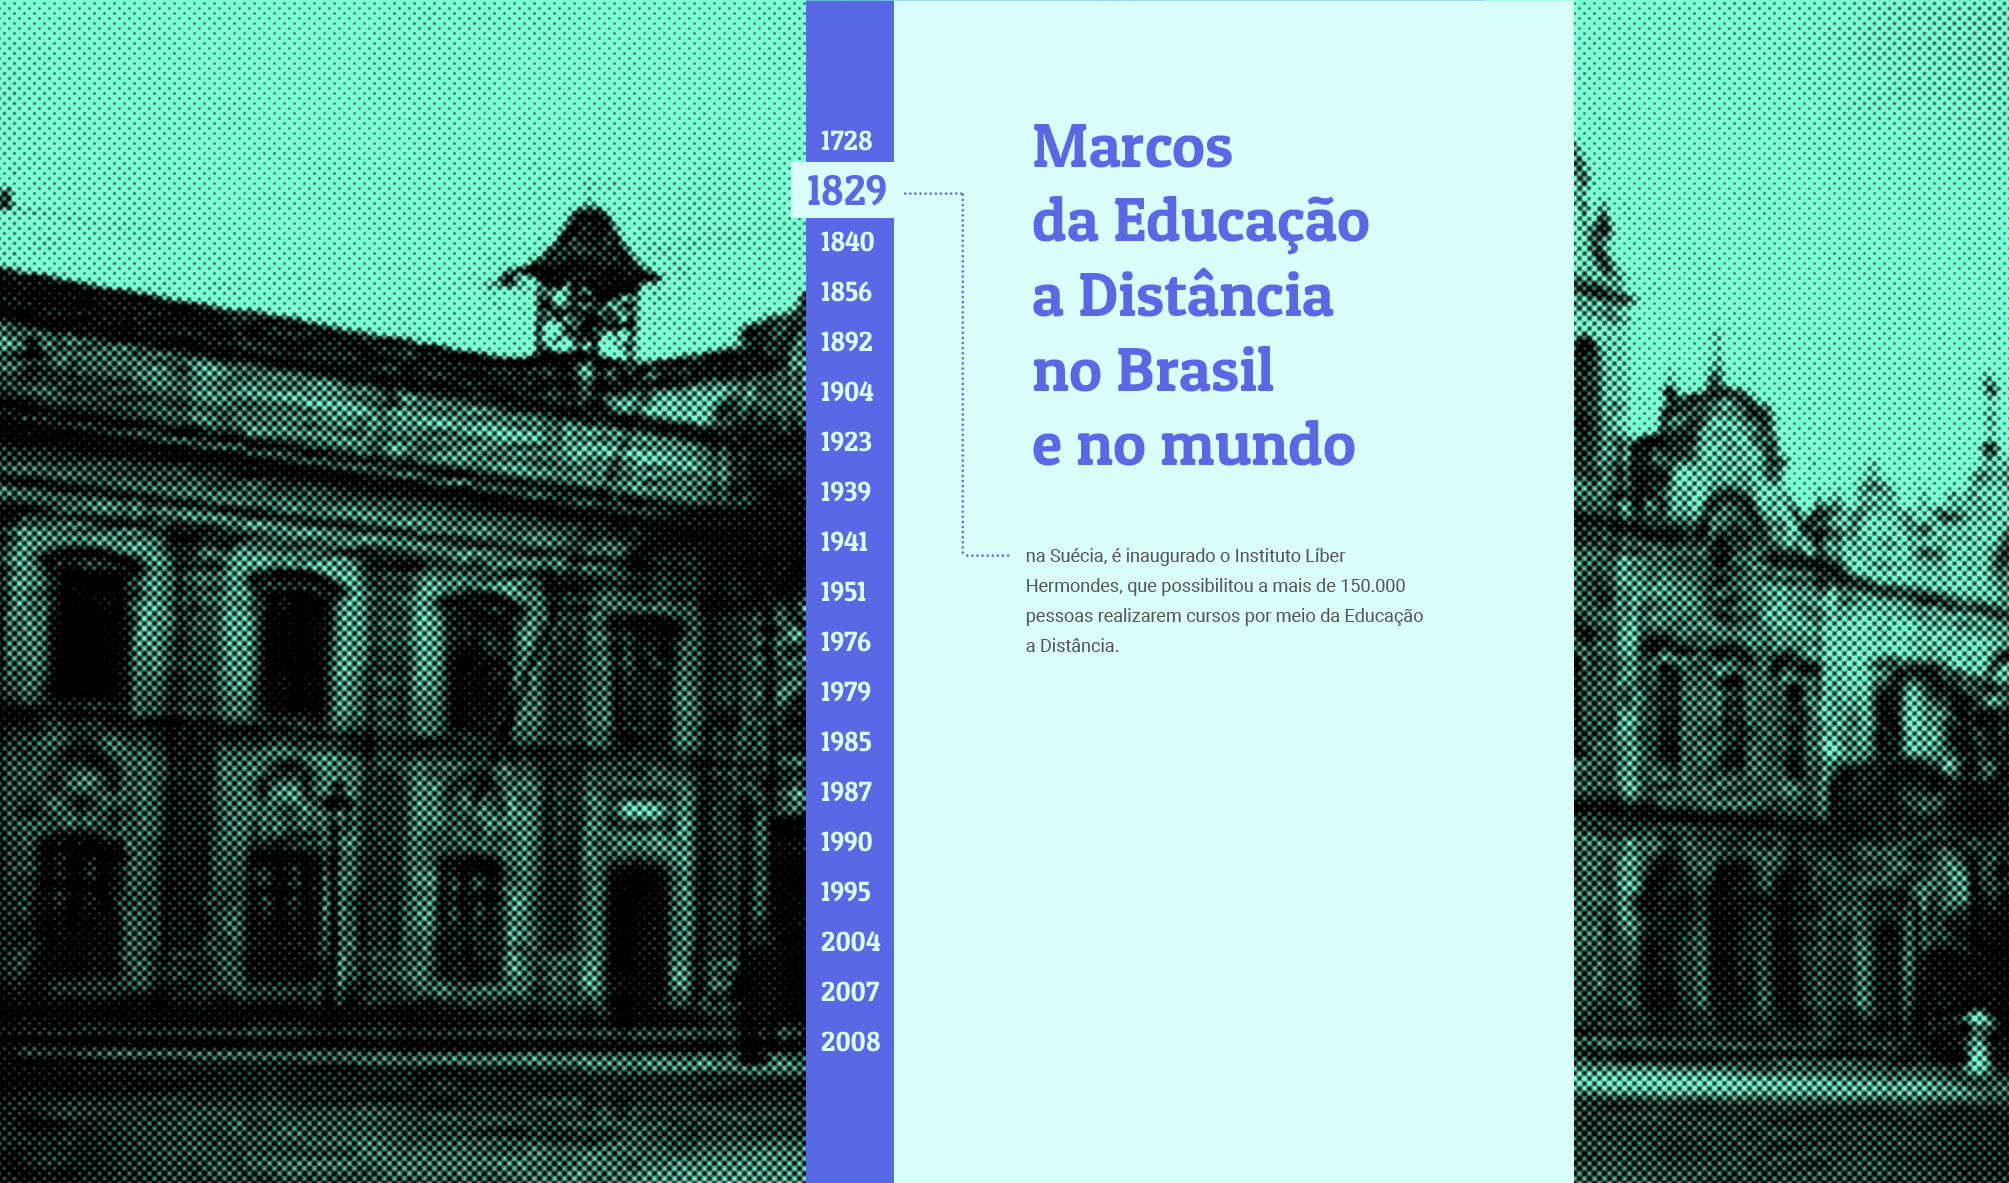 1728
1829
1840
1856
1892
1904
1923
1939
1941
1951
1976
1979
1985
1987
1990
1995
2004
2007
2008
Marcos
da Educação
a Distância
no Brasil
e no mundo
na Suécia, é inaugurado o Instituto Líber
Hermondes, que possibilitou a mais de 150.000
pessoas realizarem cursos por meio da Educação
a Distância.